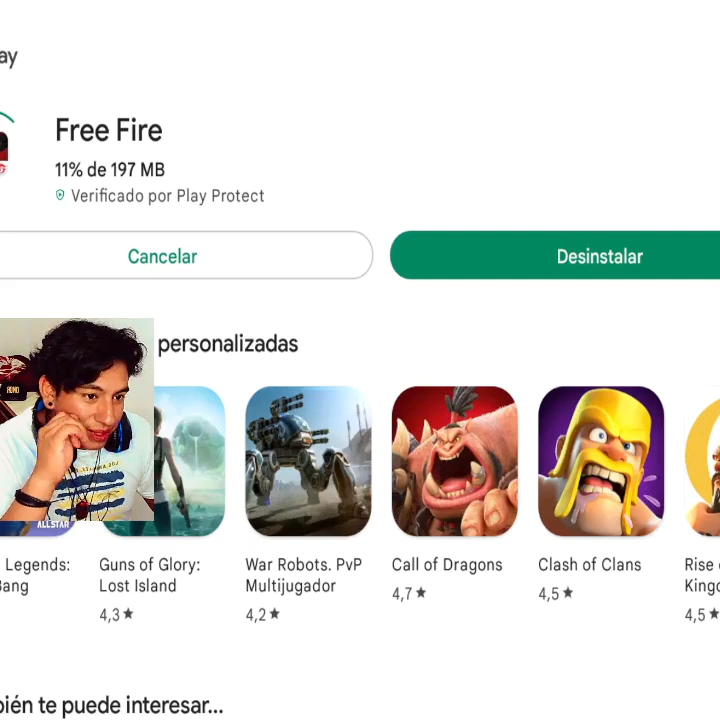 ay
Free Fire
11% de 197 MB
Verificado por Play Protect
Cancelar
Desinstalar
personalizadas
ALLSTAR
Legends:
Bang
Guns of Glory:
Lost Island
4,3★
War Robots. PvP
Multijugador
4,2★
Call of Dragons
4,7★
Clash of Clans
4,5★
Rise
King
4,5★
bién te puede interesar...